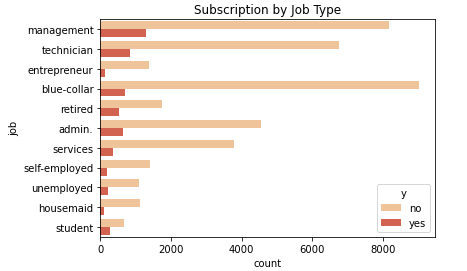 Subscription by Job Type
job
management
technician
entrepreneur
blue-collar
retired
admin.
services
self-employed
unemployed
housemaid
student
y
no
yes
0 2000 4000 6000 8000
count